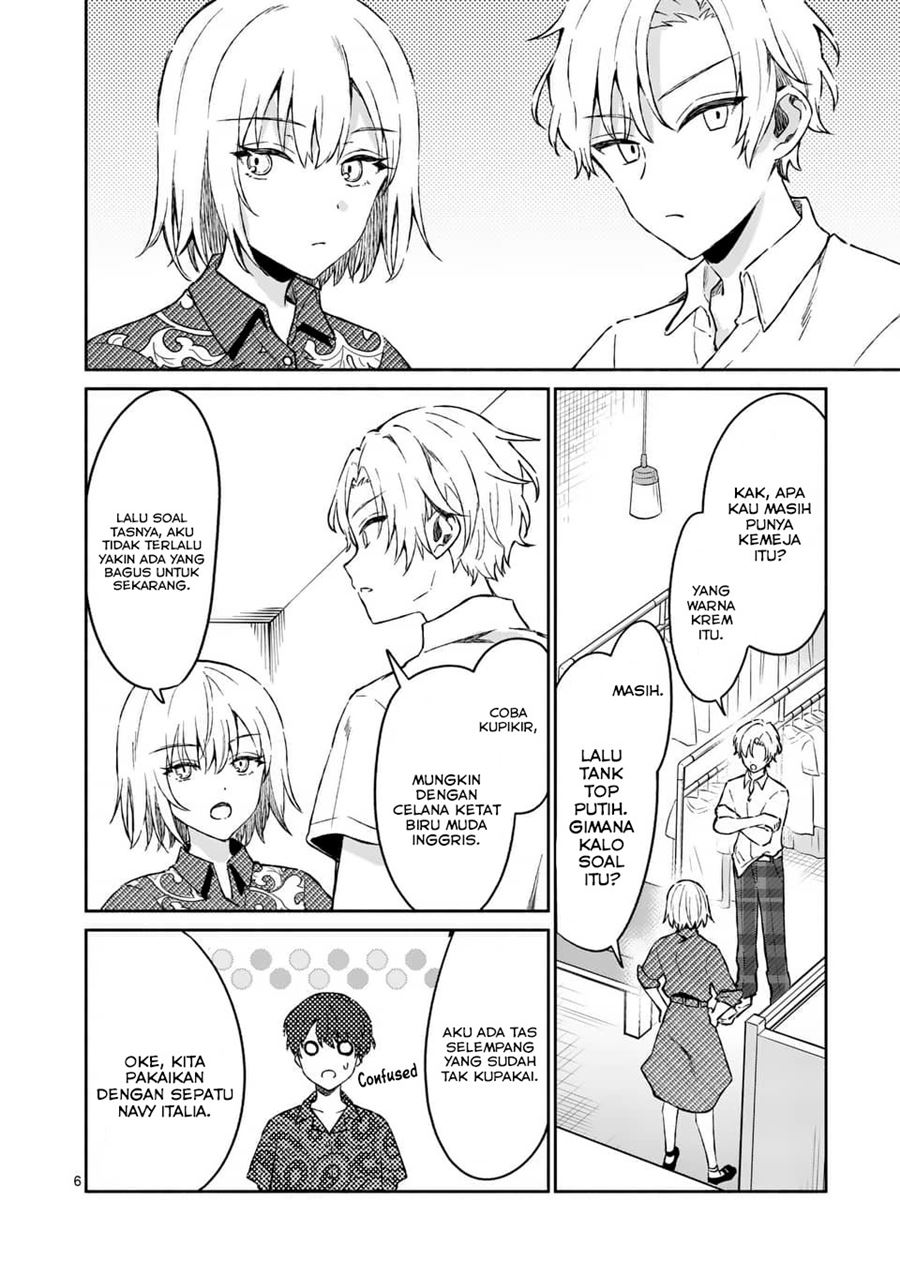 KAK, APA
KAU MASIH
PUNYA
KEMEJA
ITU?
YANG
WARNA
KREM
ITU.
MASIH.
LALU
TANK
TOP
PUTIH.
GIMANA
KALO
SOAL
ITU?
COBA
KUPIKIR,
MUNGKIN
DENGAN
CELANA KETAT
BIRU MUDA
INGGRIS.
LALU SOAL
TASNYA, AKU
TIDAK TERLALU
YAKIN ADA YANG
BAGUS UNTUK
SEKARANG.
AKU ADA TAS
SELEMPANG
YANG SUDAH
TAK KUPAKAI.
Confused
OKE, KITA
PAKAIKAN
DENGAN SEPATU
NAVY ITALIA.
6